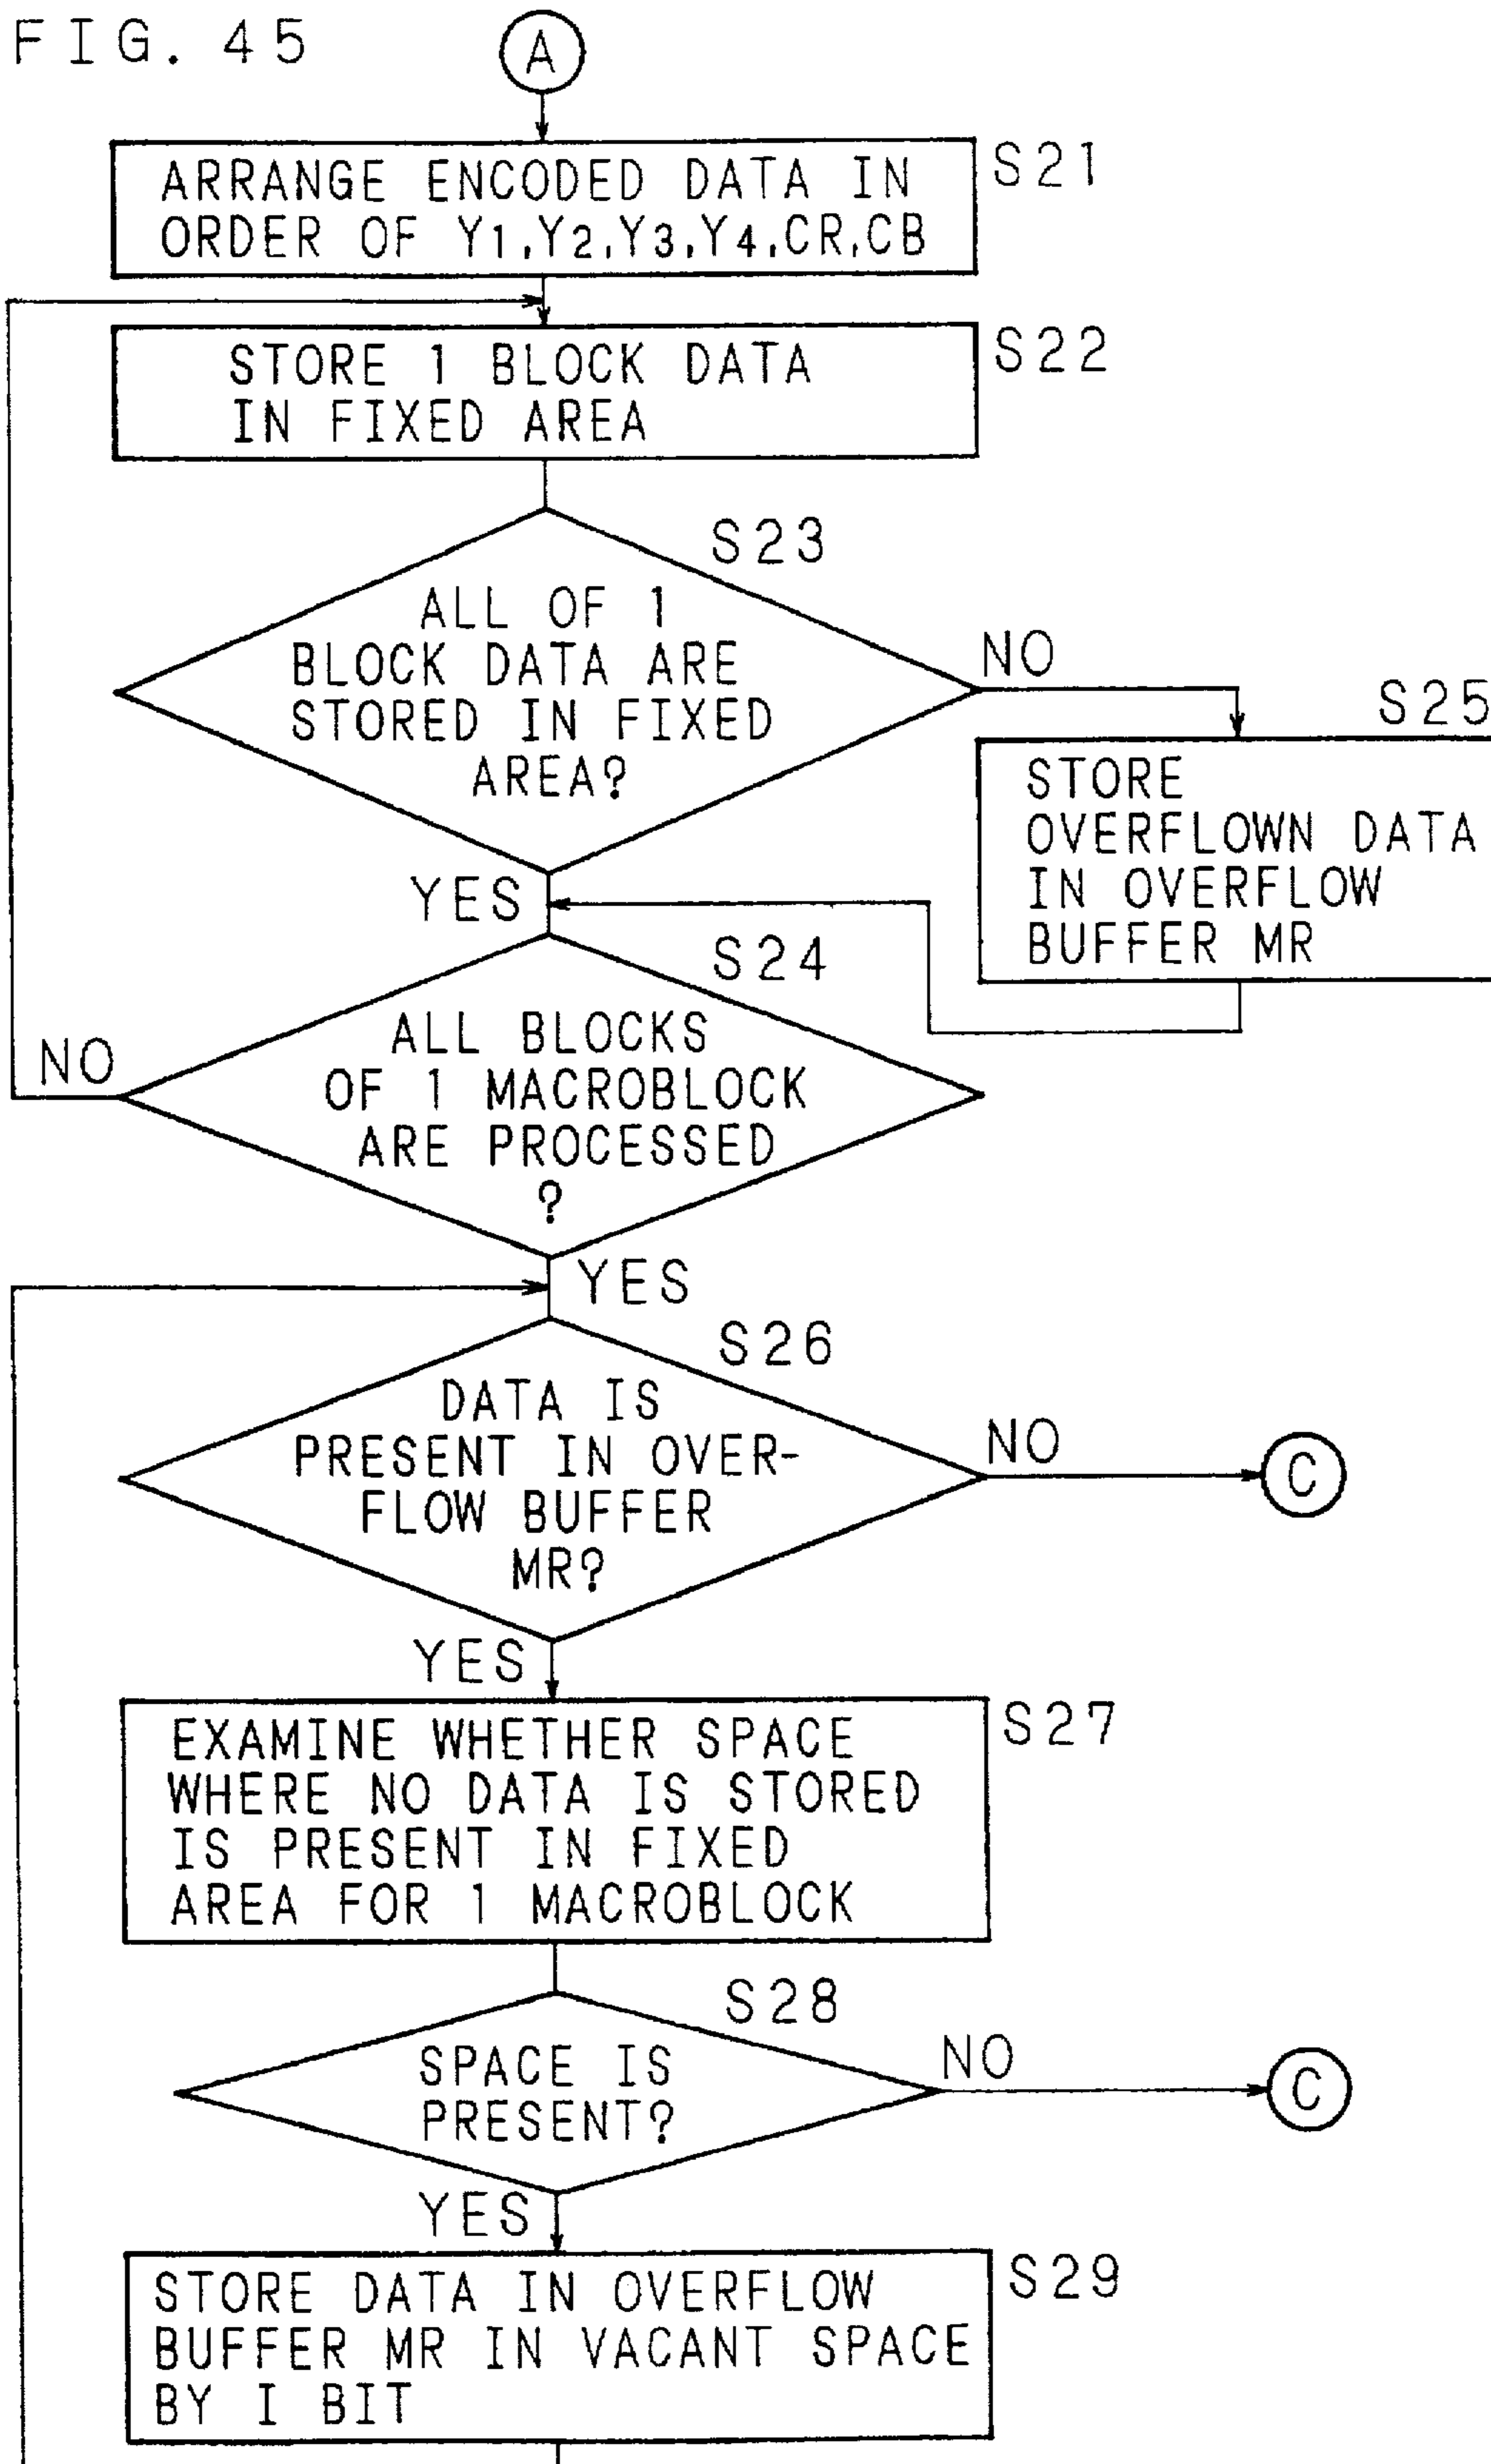 FIG. 45
A
ARRANGE ENCODED DATA IN
ORDER OF Y1,Y2,Y3,Y4,CR,CB
S21
STORE 1 BLOCK DATA
IN FIXED AREA
S22
S23
ALL OF 1
BLOCK DATA ARE
STORED IN FIXED
AREA?
NO
S25
STORE
OVERFLOWN DATA
IN OVERFLOW
BUFFER MR
YES
S24
ALL BLOCKS
OF 1 MACROBLOCK
ARE PROCESSED
?
NO
YES
S26
DATA IS
PRESENT IN OVER-
FLOW BUFFER
MR?
NO
C
YES
EXAMINE WHETHER SPACE
WHERE NO DATA IS STORED
IS PRESENT IN FIXED
AREA FOR 1 MACROBLOCK
S27
S28
SPACE IS
PRESENT?
NO
C
YES
STORE DATA IN OVERFLOW
BUFFER MR IN VACANT SPACE
BY I BIT
S29